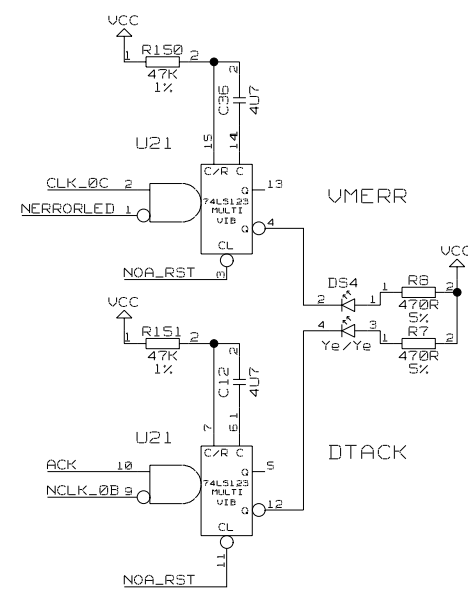 VCC
1 R150 2
47K
1%
C36
4U7
2
U21
15
14
C/R C
CLK_0C 2
Q 13
74LS123
MULTI
VIB
VMERR
NERRORLED 1
Q 4
CL
3
NOA_RST
VCC
DS4
1 R6 2
2 1
470R
5%
4 3
1 R7 2
Ye/Ye
470R
5%
VCC
1 R151 2
47K
1%
C12
4U7
2
U21
7
6 1
C/R C
DTACK
ACK 10
Q 5
74LS123
MULTI
VIB
NCLK_0B 9
Q 12
CL
11
NOA_RST